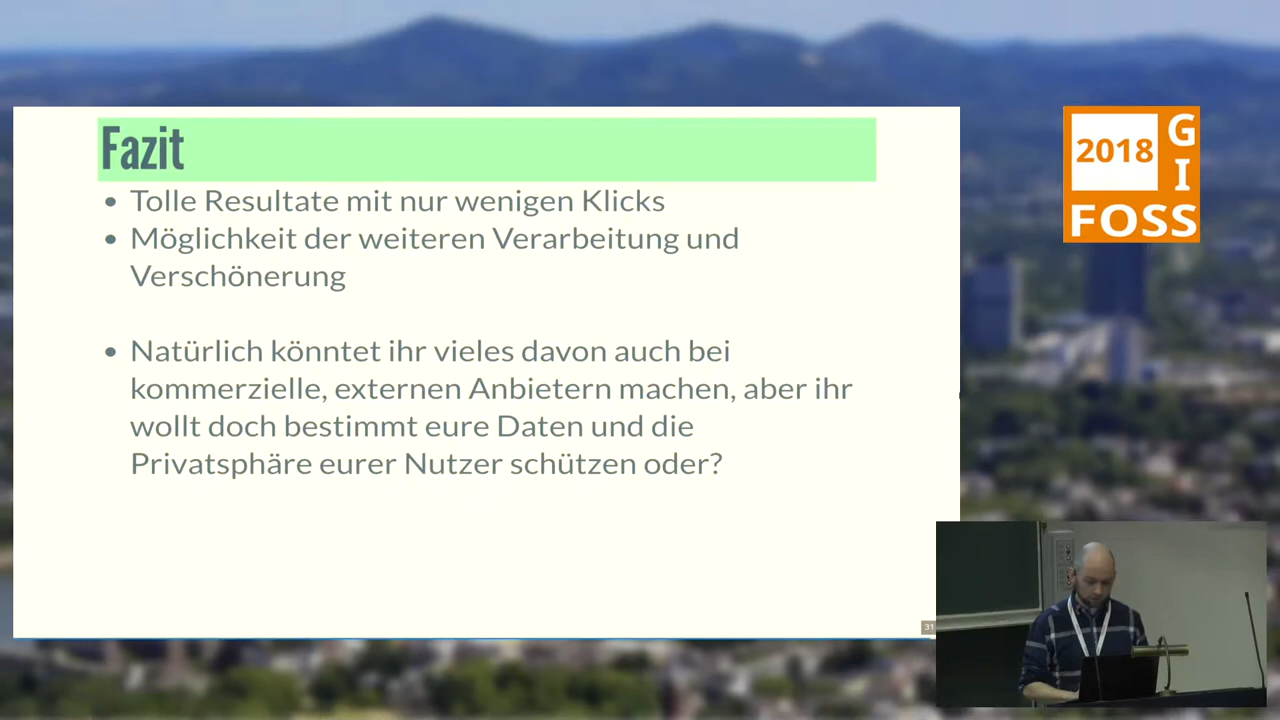 Fazit
Tolle Resultate mit nur wenigen Klicks
Möglichkeit der weiteren Verarbeitung und
Verschönerung
Natürlich könntet ihr vieles davon auch bei
kommerzielle, externen Anbietern machen, aber ihr
wollt doch bestimmt eure Daten und die
Privatsphäre eurer Nutzer schützen oder?
31
2018
G
I
FOSS